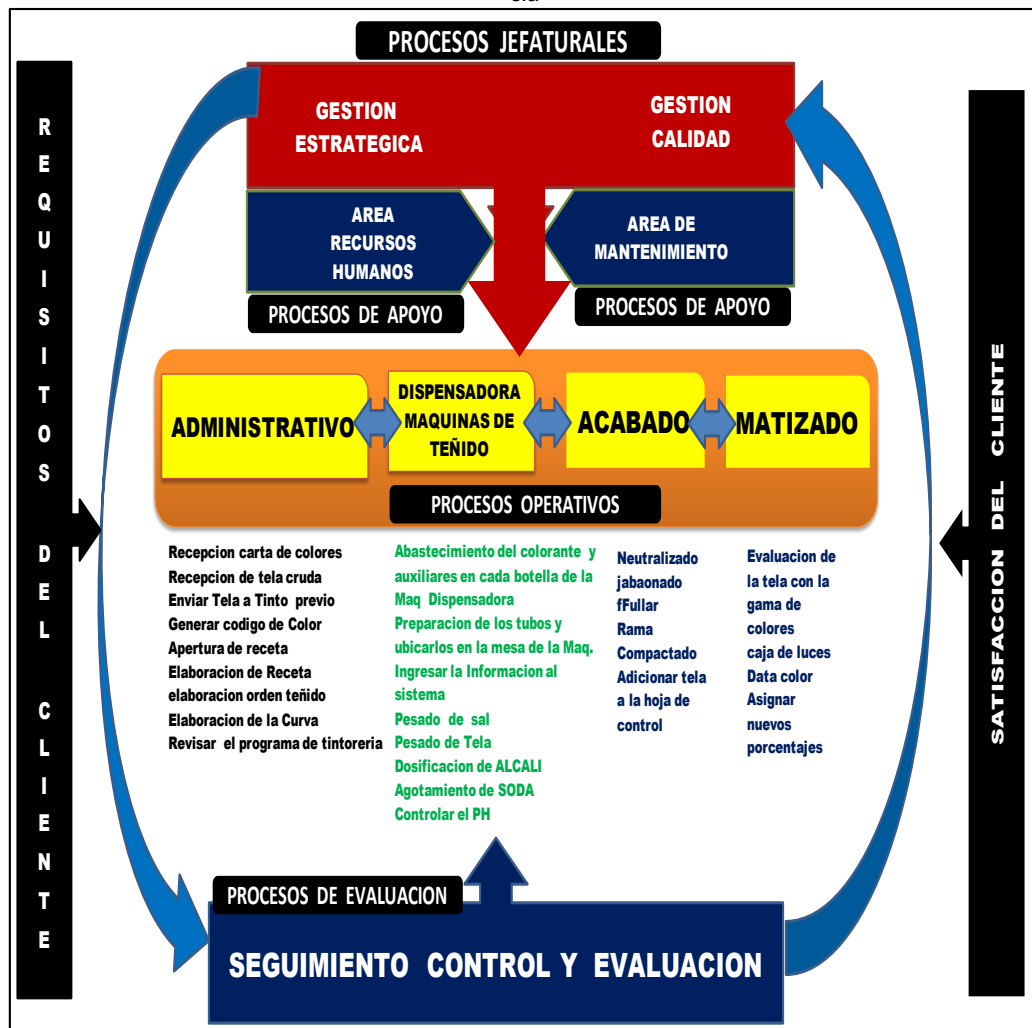 PROCESOS JEFATURALES
GESTION
ESTRATEGICA
GESTION
CALIDAD
AREA
RECURSOS
HUMANOS
AREA DE
MANTENIMIENTO
PROCESOS DE APOYO
PROCESOS DE APOYO
REQUISITOS DEL CLIENTE
ADMINISTRATIVO
DISPENSADORA
MAQUINAS DE
TEÑIDO
ACABADO
MATIZADO
PROCESOS OPERATIVOS
Recepcion carta de colores
Recepcion de tela cruda
Enviar Tela a Tinto previo
Generar codigo de Color
Apertura de receta
Elaboracion de Receta
elaboracion orden teñido
Elaboracion de la Curva
Revisar el programa de tintoreria
Abastecimiento del colorante y
auxiliares en cada botella de la
Maq Dispensadora
Preparacion de los tubos y
ubicarlos en la mesa de la Maq.
Ingresar la Informacion al
sistema
Pesado de sal
Pesado de Tela
Dosificacion de ALCALI
Agotamiento de SODA
Controlar el PH
Neutralizado
jabaonado
fFullar
Rama
Compactado
Adicionar tela
a la hoja de
control
Evaluacion de
la tela con la
gama de
colores
caja de luces
Data color
Asignar
nuevos
porcentajes
SATISFACCION DEL CLIENTE
PROCESOS DE EVALUACION
SEGUIMIENTO CONTROL Y EVALUACION